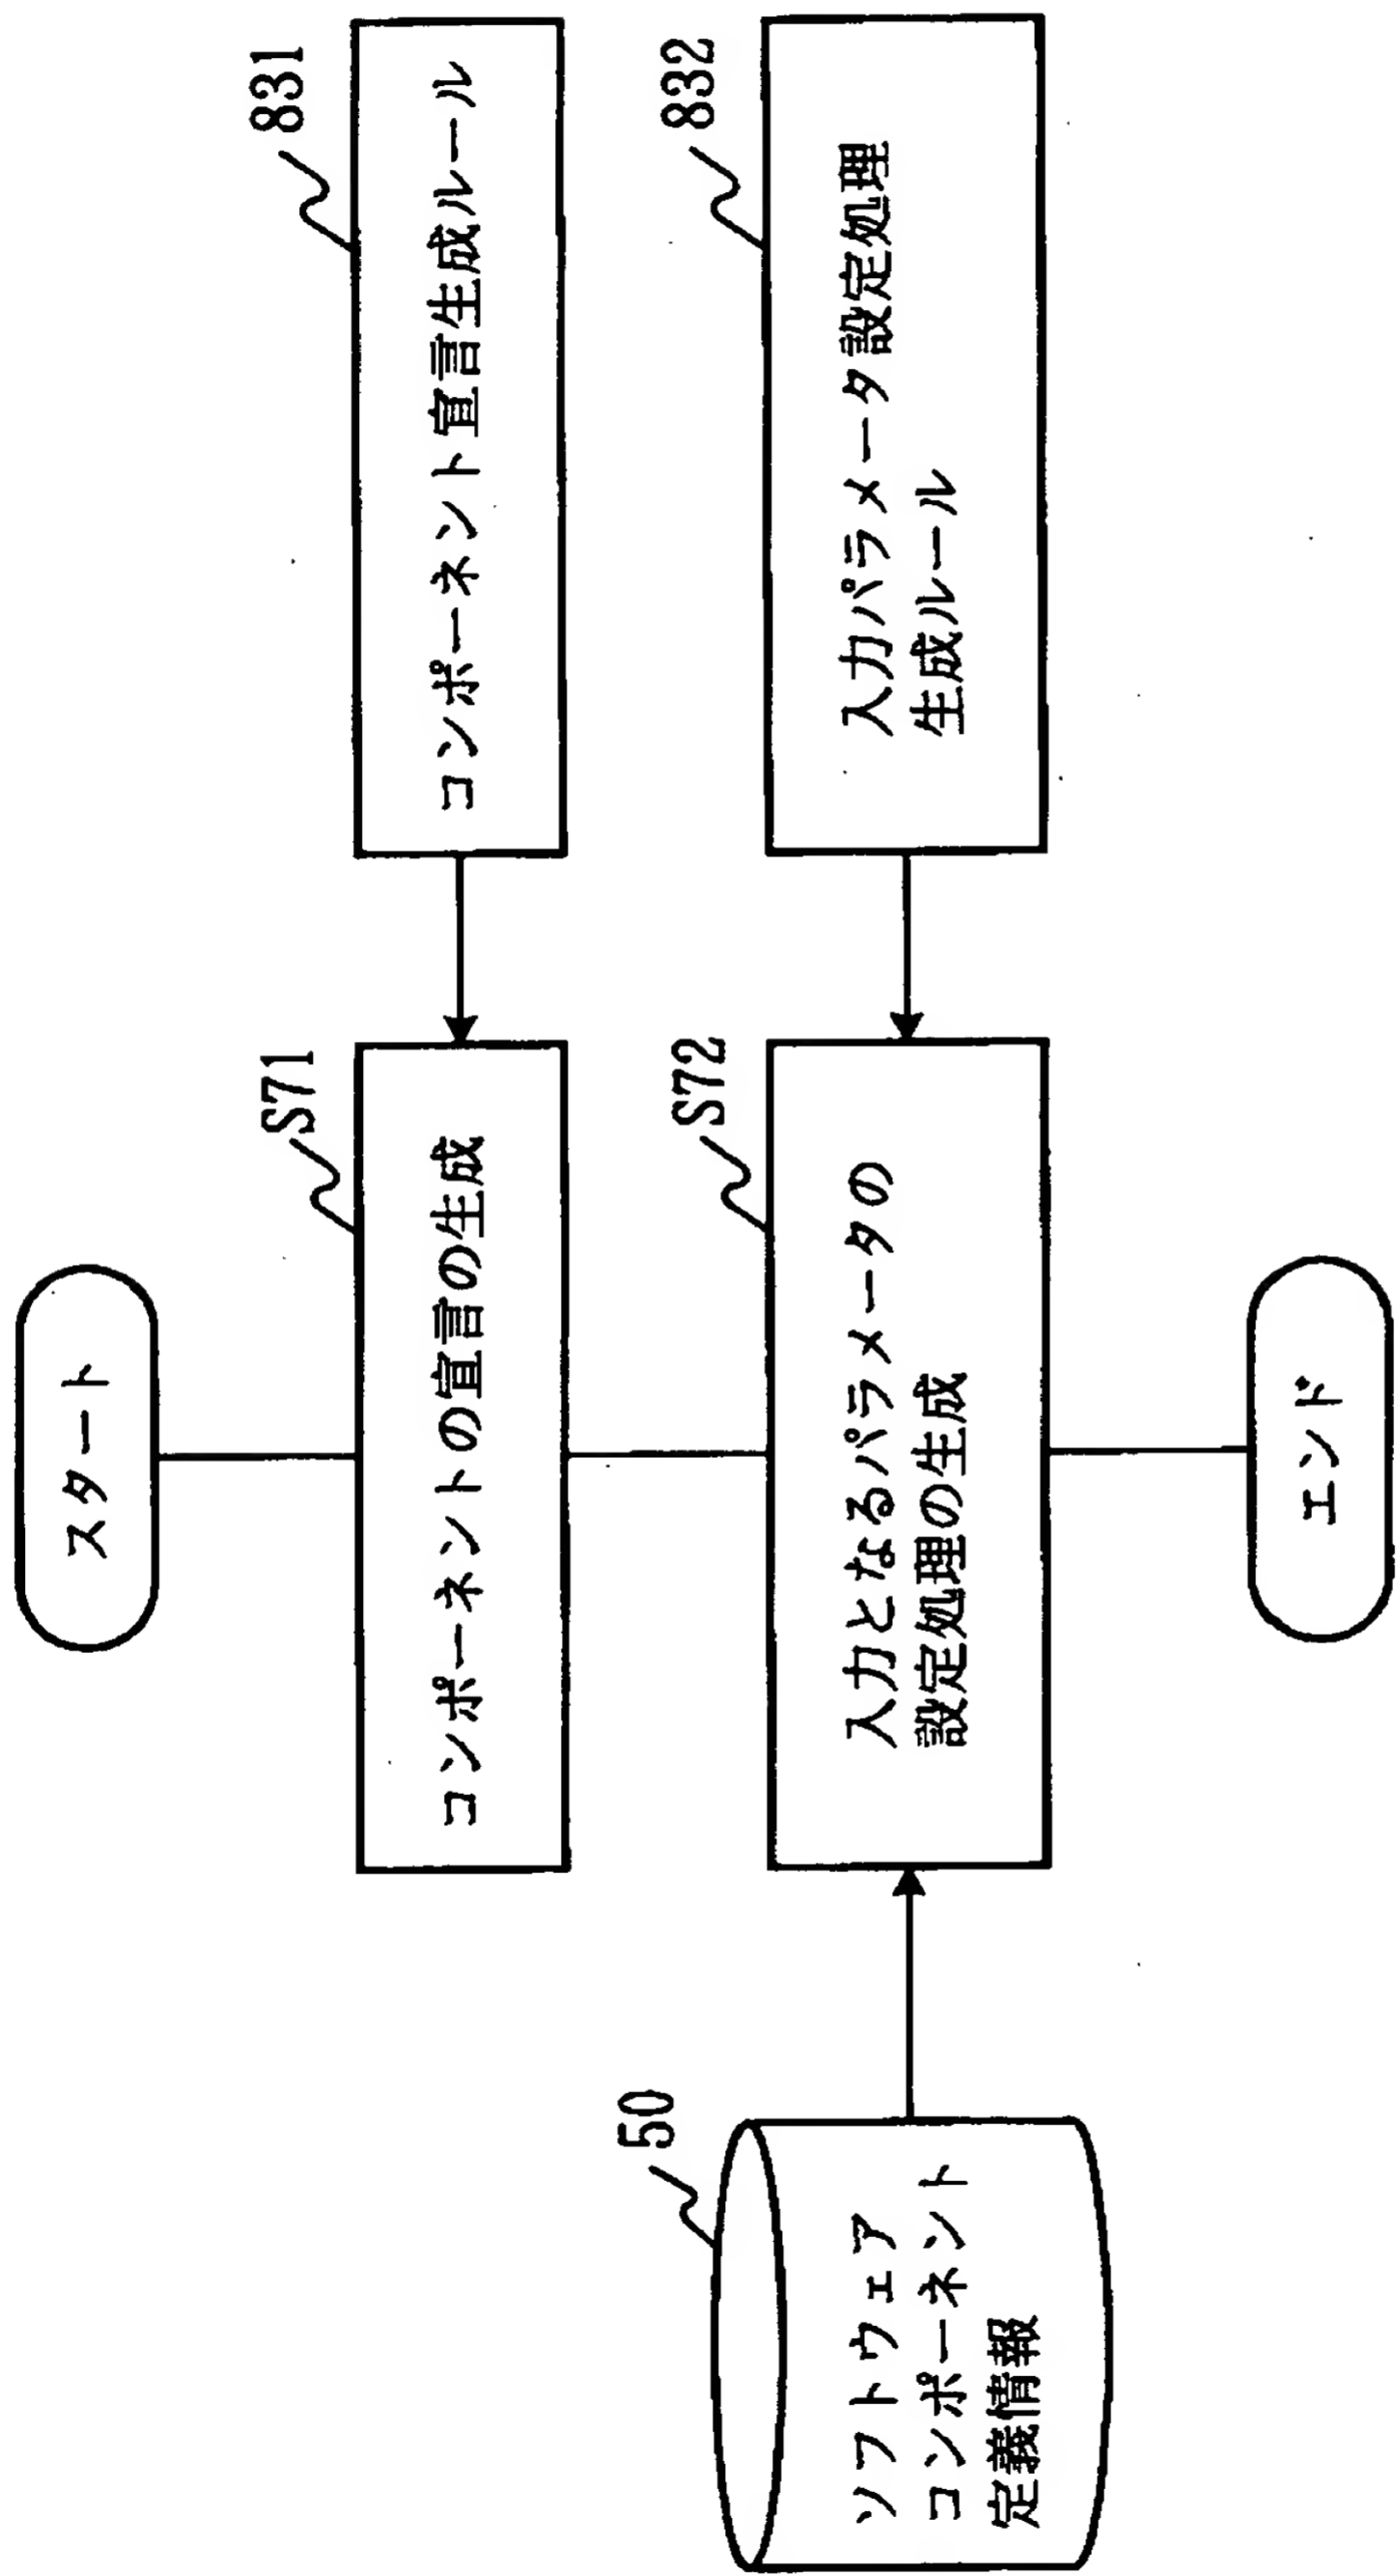 スタート
S71
コンポーネントの宣言の生成
831
コンポーネント宣言生成ルール
50
ソフトウェア
コンポーネント
定義情報
S72
入力となるパラメータの
設定処理の生成
832
入力パラメータ設定処理
生成ルール
エンド